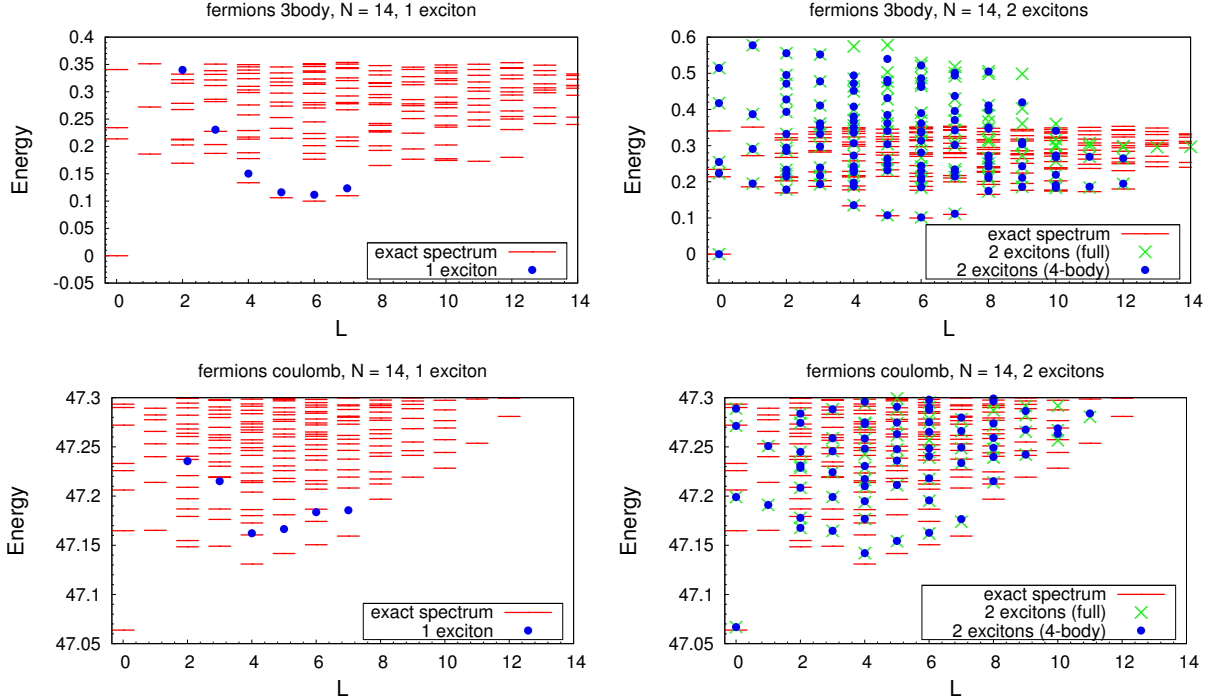 fermions 3body, N = 14, 1 exciton
Energy
0.4
0.35
0.3
0.25
0.2
0.15
0.1
0.05
0
-0.05
exact spectrum
1 exciton
0 2 4 6 8 10 12 14
L
fermions 3body, N = 14, 2 excitons
Energy
0.6
0.5
0.4
0.3
0.2
0.1
0
exact spectrum
2 excitons (full)
2 excitons (4-body)
0 2 4 6 8 10 12 14
L
fermions coulomb, N = 14, 1 exciton
Energy
47.3
47.25
47.2
47.15
47.1
47.05
exact spectrum
1 exciton
0 2 4 6 8 10 12 14
L
fermions coulomb, N = 14, 2 excitons
Energy
47.3
47.25
47.2
47.15
47.1
47.05
exact spectrum
2 excitons (full)
2 excitons (4-body)
0 2 4 6 8 10 12 14
L